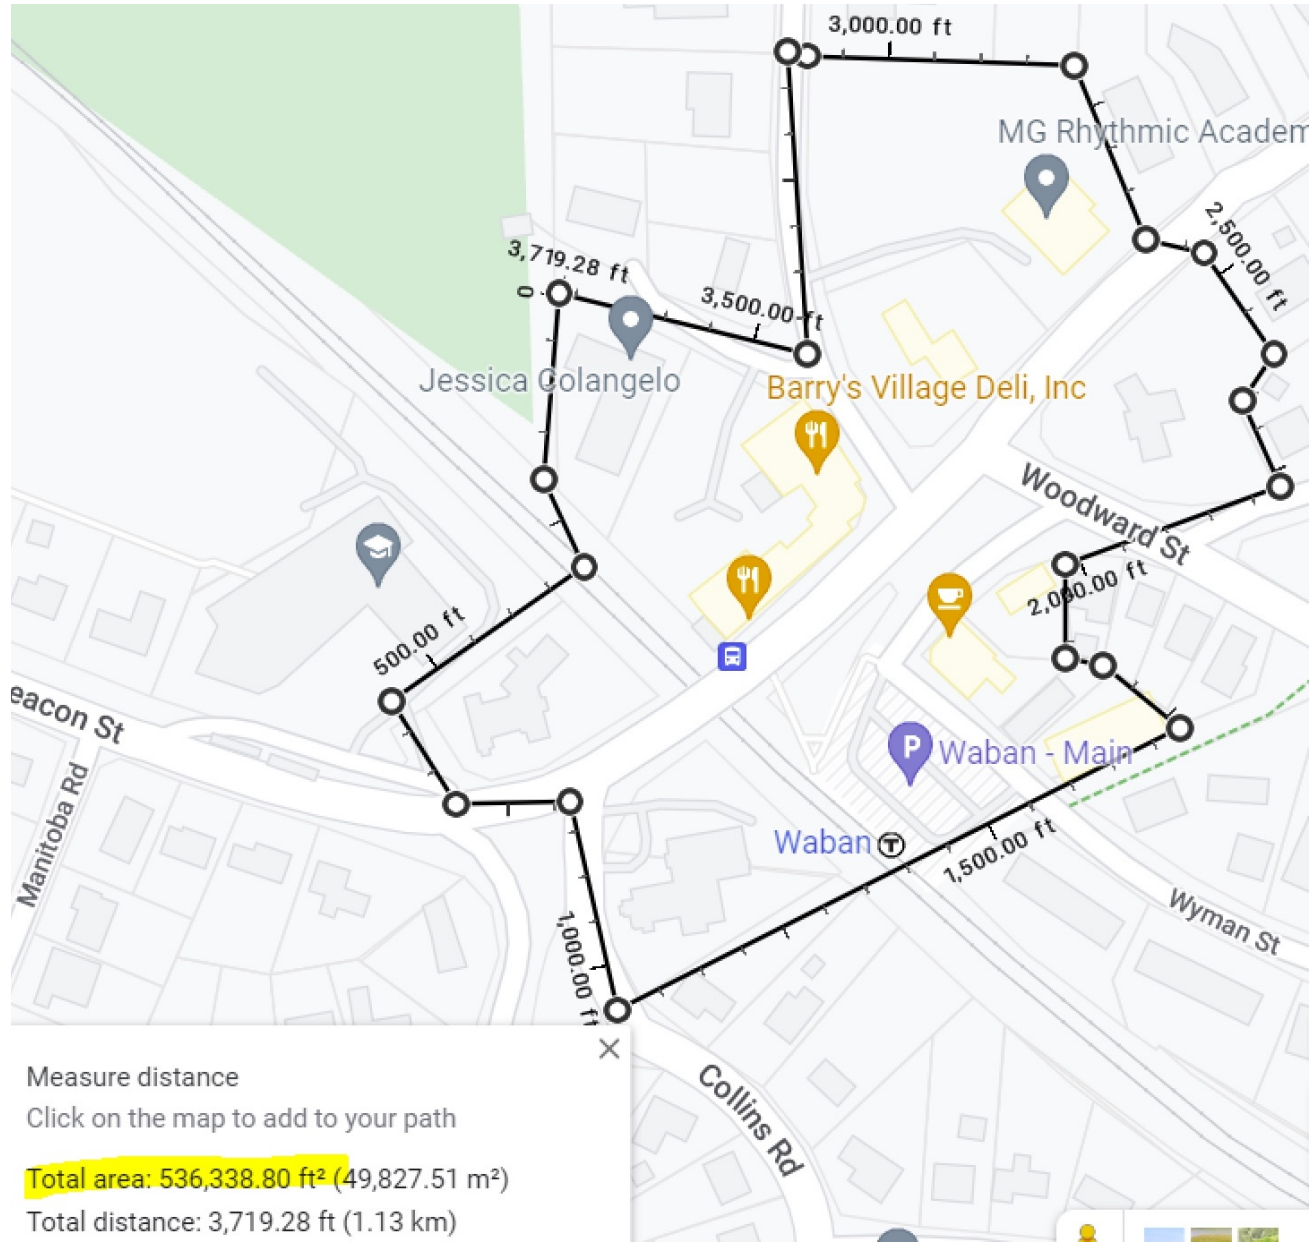 3,000.00 ft
MG Rhythmic Academ
2,500.00 ft
3,719.28 ft
0
3,500.00 ft
Jessica Colangelo
Barry's Village Deli, Inc
Woodward St
2,000.00 ft
500.00 ft
eacon St
Manitoba Rd
P
Waban - Main
Waban
T
1,500.00 ft
Wyman St
1,000.00 ft
Collins Rd
Measure distance
Click on the map to add to your path
Total area: 536,338.80 ft² (49,827.51 m²)
Total distance: 3,719.28 ft (1.13 km)